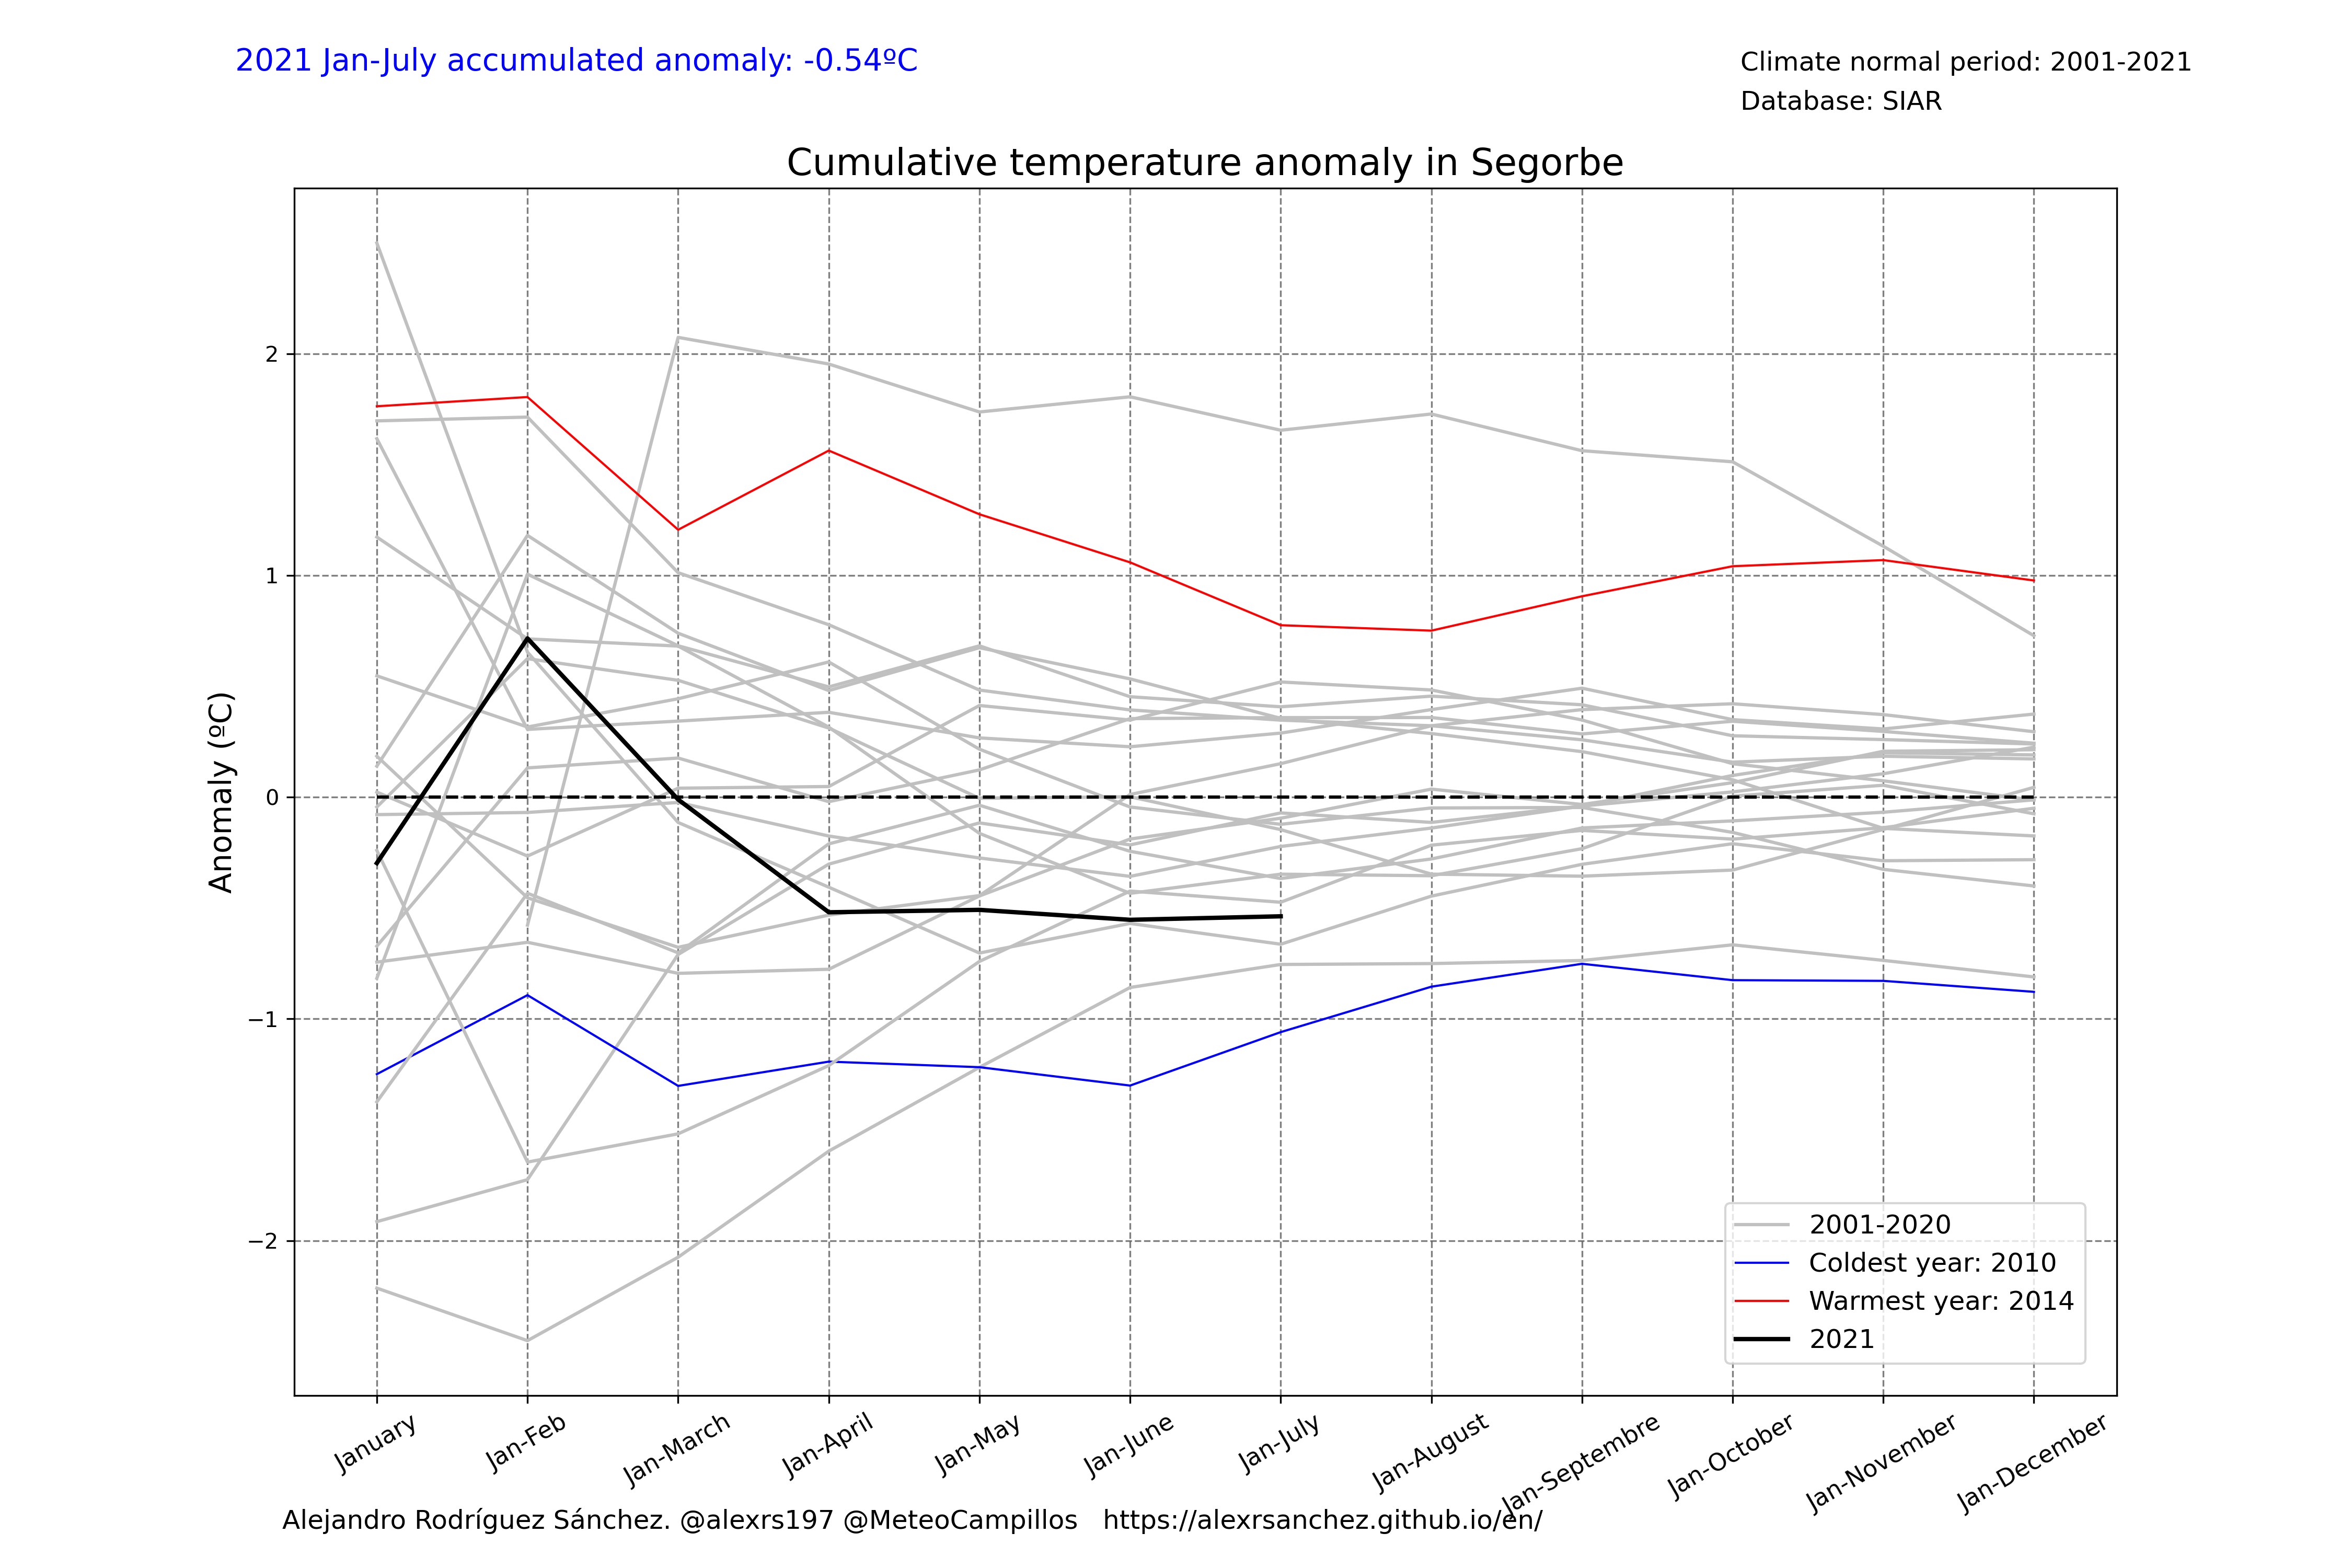 2021 Jan-July accumulated anomaly: -0.54ºC
Climate normal period: 2001-2021
Database: SIAR
Cumulative temperature anomaly in Segorbe
Anomaly (ºC)
2
1
0
−1
−2
2001-2020
Coldest year: 2010
Warmest year: 2014
2021
January
Jan-Feb
Jan-March
Jan-April
Jan-May
Jan-June
Jan-July
Jan-August
Jan-Septembre
Jan-October
Jan-November
Jan-December
Alejandro Rodríguez Sánchez. @alexrs197 @MeteoCampillos https://alexrsanchez.github.io/en/